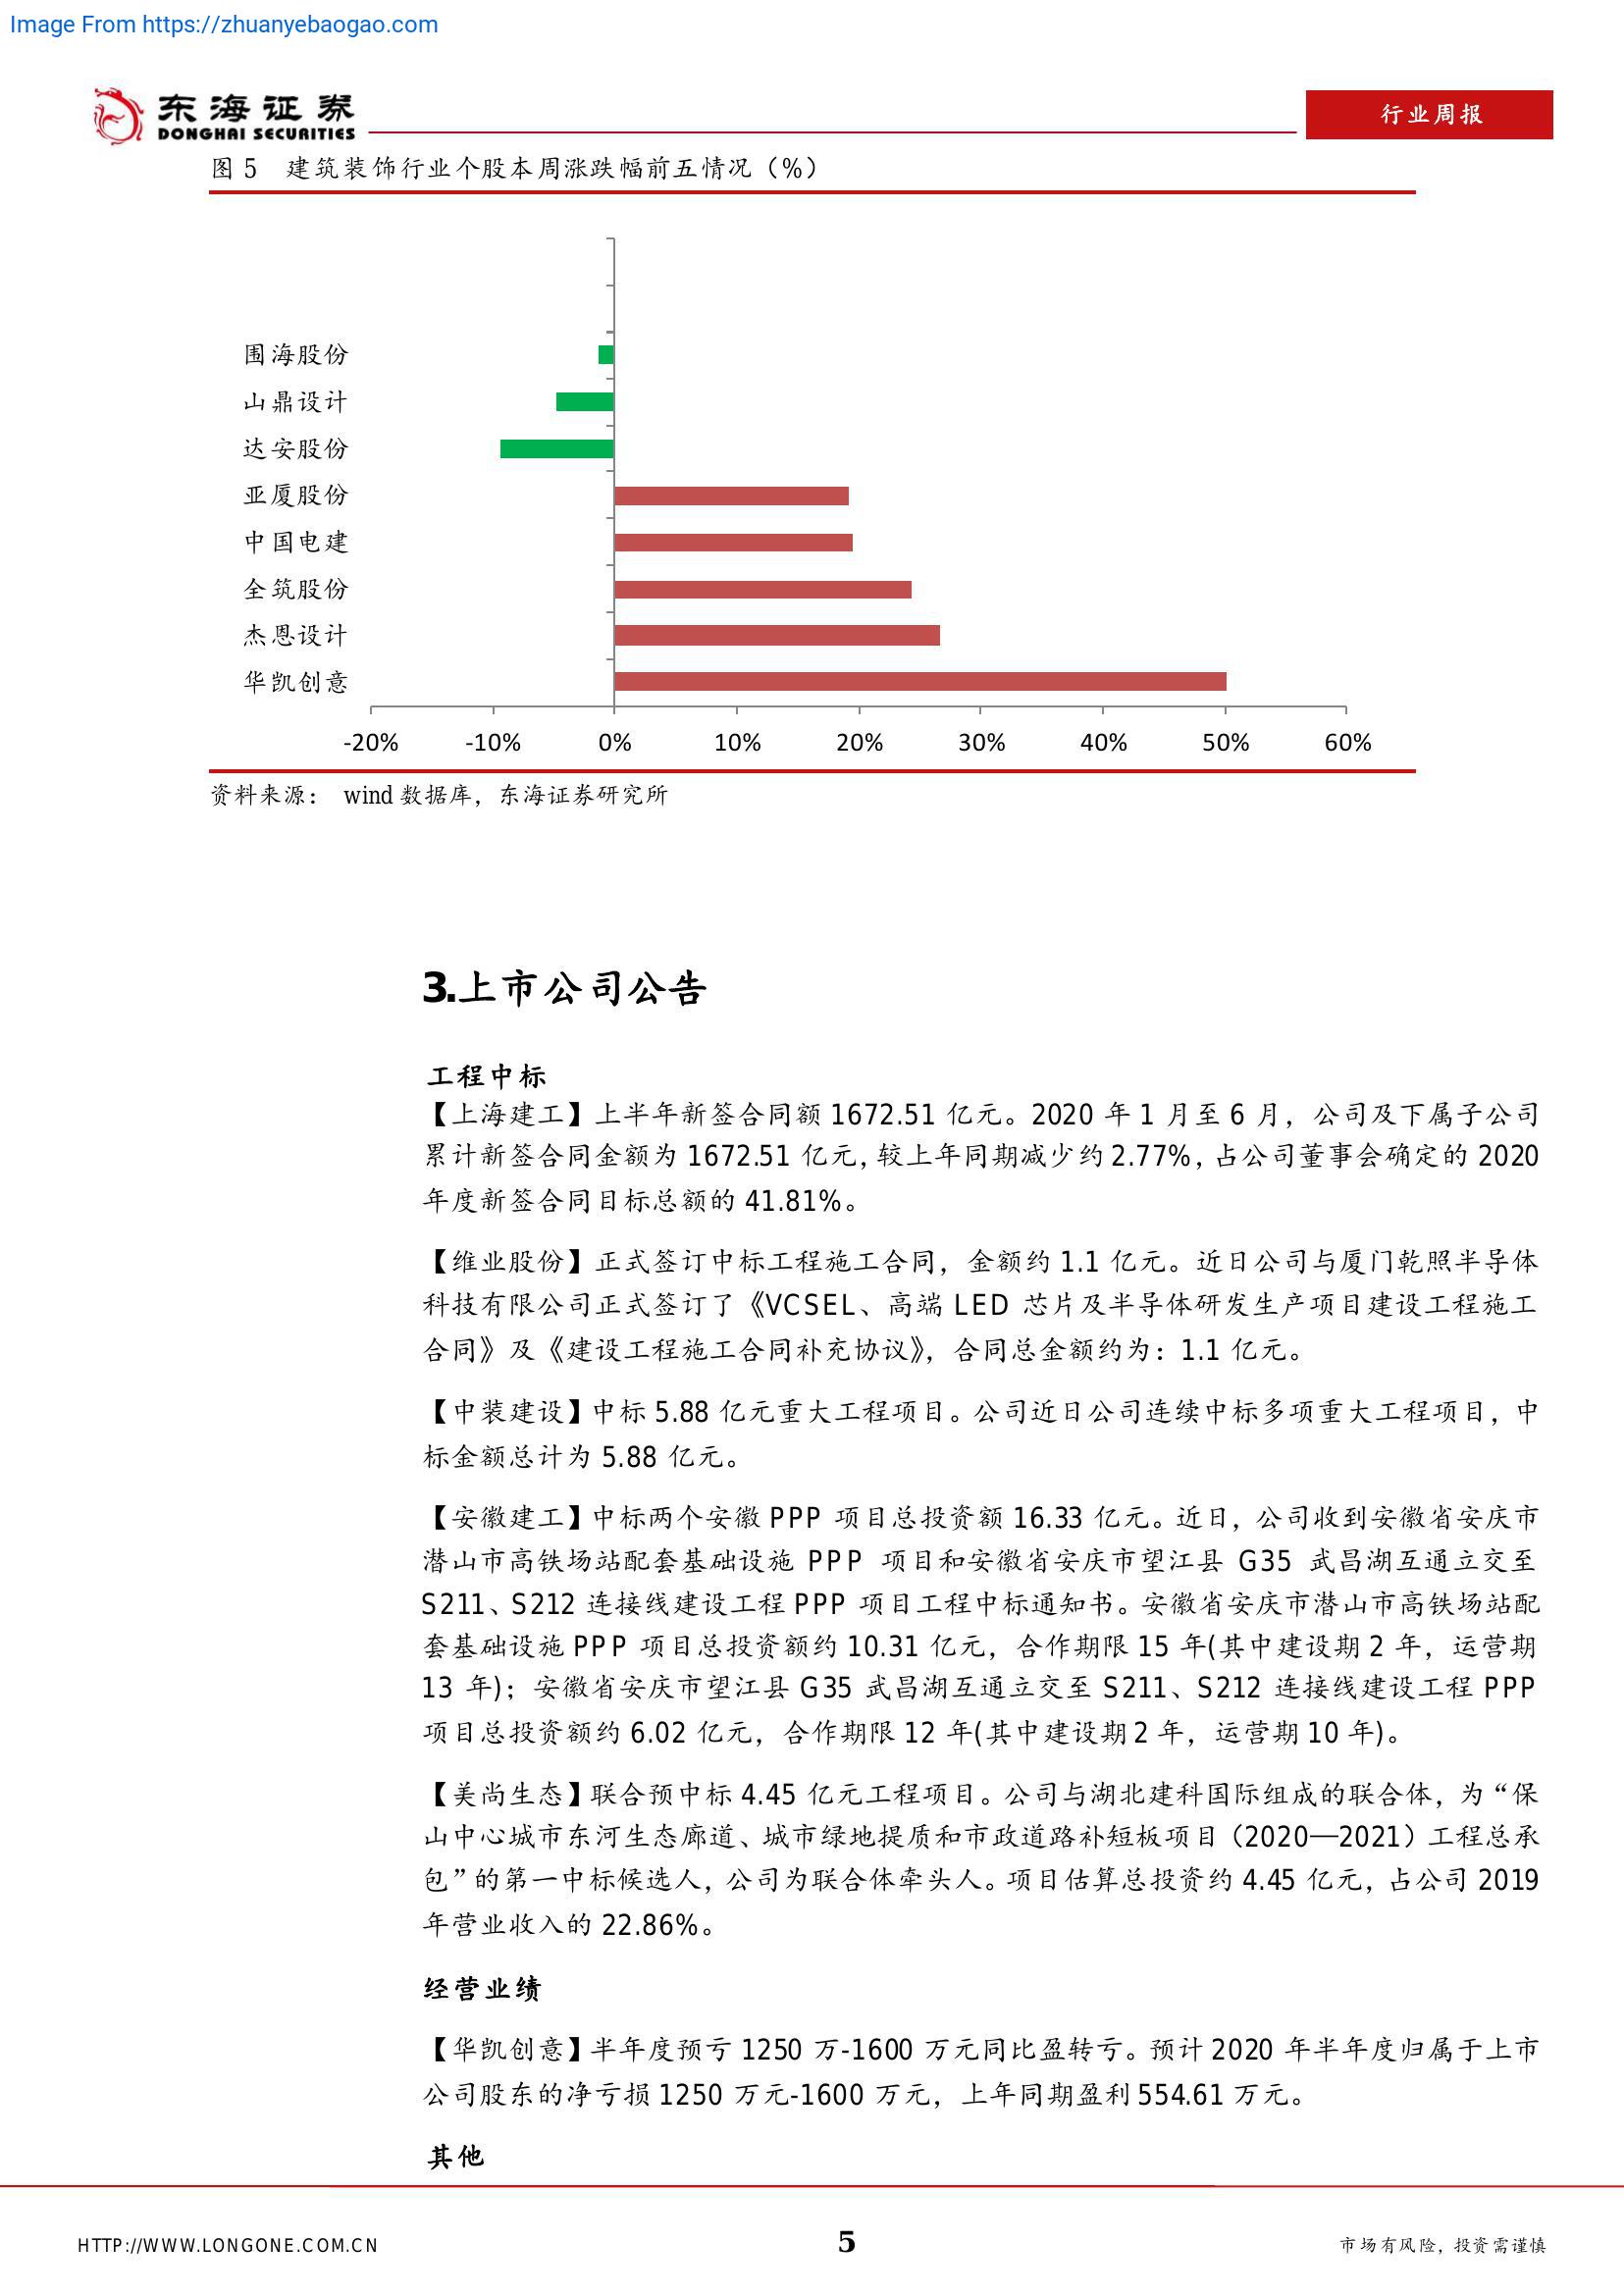 Image From https://zhuanyebaogao.com
东海证券
DONGHAI SECURITIES
行业周报
图 5 建筑装饰行业个股本周涨跌幅前五情况（%）
围海股份
山鼎设计
达安股份
亚厦股份
中国电建
全筑股份
杰恩设计
华凯创意
-20% -10% 0% 10% 20% 30% 40% 50% 60%
资料来源： wind 数据库，东海证券研究所
3.上市公司公告
工程中标
【上海建工】上半年新签合同额 1672.51 亿元。2020 年 1 月至 6 月，公司及下属子公司
累计新签合同金额为 1672.51 亿元，较上年同期减少约 2.77%，占公司董事会确定的 2020
年度新签合同目标总额的 41.81%。
【维业股份】正式签订中标工程施工合同，金额约 1.1 亿元。近日公司与厦门乾照半导体
科技有限公司正式签订了《VCSEL、高端 LED 芯片及半导体研发生产项目建设工程施工
合同》及《建设工程施工合同补充协议》，合同总金额约为：1.1 亿元。
【中装建设】中标 5.88 亿元重大工程项目。公司近日公司连续中标多项重大工程项目，中
标金额总计为 5.88 亿元。
【安徽建工】中标两个安徽 PPP 项目总投资额 16.33 亿元。近日，公司收到安徽省安庆市
潜山市高铁场站配套基础设施 PPP 项目和安徽省安庆市望江县 G35 武昌湖互通立交至
S211、S212 连接线建设工程 PPP 项目工程中标通知书。安徽省安庆市潜山市高铁场站配
套基础设施 PPP 项目总投资额约 10.31 亿元，合作期限 15 年(其中建设期 2 年，运营期
13 年)；安徽省安庆市望江县 G35 武昌湖互通立交至 S211、S212 连接线建设工程 PPP
项目总投资额约 6.02 亿元，合作期限 12 年(其中建设期 2 年，运营期 10 年)。
【美尚生态】联合预中标 4.45 亿元工程项目。公司与湖北建科国际组成的联合体，为“保
山中心城市东河生态廊道、城市绿地提质和市政道路补短板项目（2020—2021）工程总承
包”的第一中标候选人，公司为联合体牵头人。项目估算总投资约 4.45 亿元，占公司 2019
年营业收入的 22.86%。
经营业绩
【华凯创意】半年度预亏 1250 万-1600 万元同比盈转亏。预计 2020 年半年度归属于上市
公司股东的净亏损 1250 万元-1600 万元，上年同期盈利 554.61 万元。
其他
HTTP://WWW.LONGONE.COM.CN 5 市场有风险，投资需谨慎